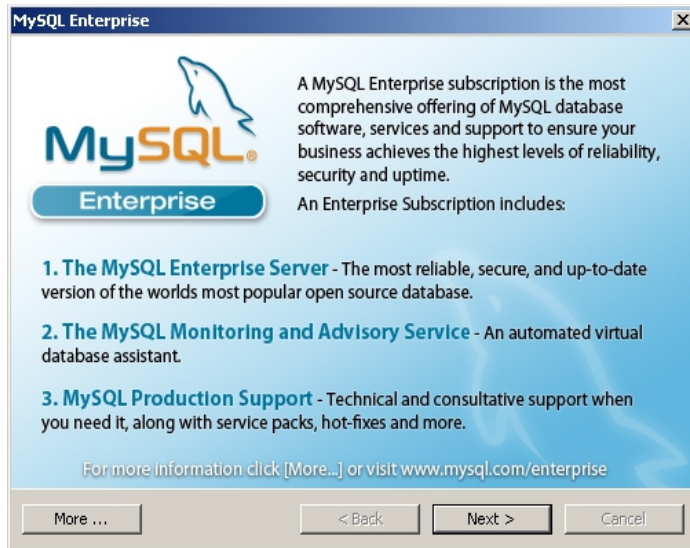 MySQL Enterprise
A MySQL Enterprise subscription is the most
comprehensive offering of MySQL database
software, services and support to ensure your
business achieves the highest levels of reliability,
security and uptime.
An Enterprise Subscription includes:
MySQL®
Enterprise
1. The MySQL Enterprise Server - The most reliable, secure, and up-to-date
version of the worlds most popular open source database.
2. The MySQL Monitoring and Advisory Service - An automated virtual
database assistant.
3. MySQL Production Support - Technical and consultative support when
you need it, along with service packs, hot-fixes and more.
For more information click [More...] or visit www.mysql.com/enterprise
More ...
< Back
Next >
Cancel